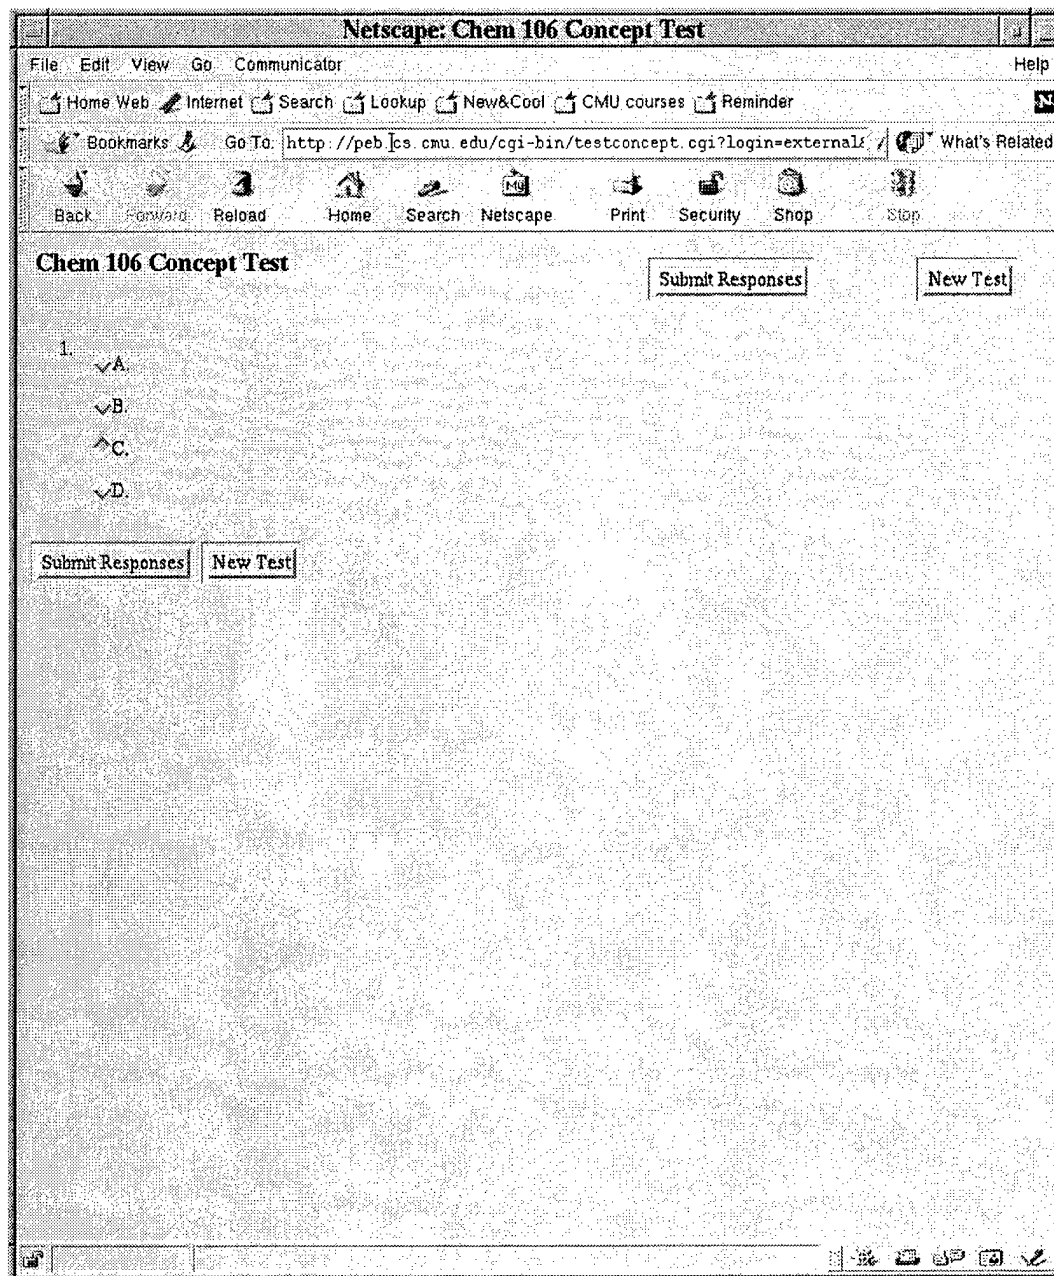 Netscape: Chem 106 Concept Test
File Edit View Go Communicator Help
Home Web Internet Search Lookup New&Cool CMU courses Reminder N
Bookmarks Go To: http://peb.cs.cmu.edu/cgi-bin/testconcept.cgi?login=external& What's Related
My
Back Forward Reload Home Search Netscape Print Security Shop Stop
Chem 106 Concept Test Submit Responses New Test
1.
A.
B.
C.
D.
Submit Responses New Test